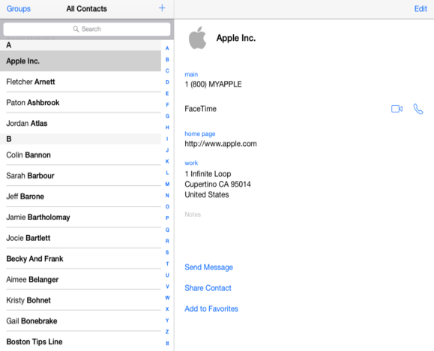 Groups
All Contacts
+
Edit
Search
A
Apple Inc.
Fletcher Arnett
Paton Ashbrook
Jordan Atlas
B
Colin Bannon
Sarah Barbour
Jeff Barone
Jamie Bartholomay
Jocie Bartlett
Becky And Frank
Aimee Belanger
Kristy Bohnet
Gail Bonebrake
Boston Tips Line
A
B
C
D
E
F
G
H
I
J
K
L
M
N
O
P
Q
R
S
T
U
V
W
X
Y
Z
#
Apple Inc.
main
1 (800) MYAPPLE
FaceTime
home page
http://www.apple.com
work
1 Infinite Loop
Cupertino CA 95014
United States
Notes
Send Message
Share Contact
Add to Favorites